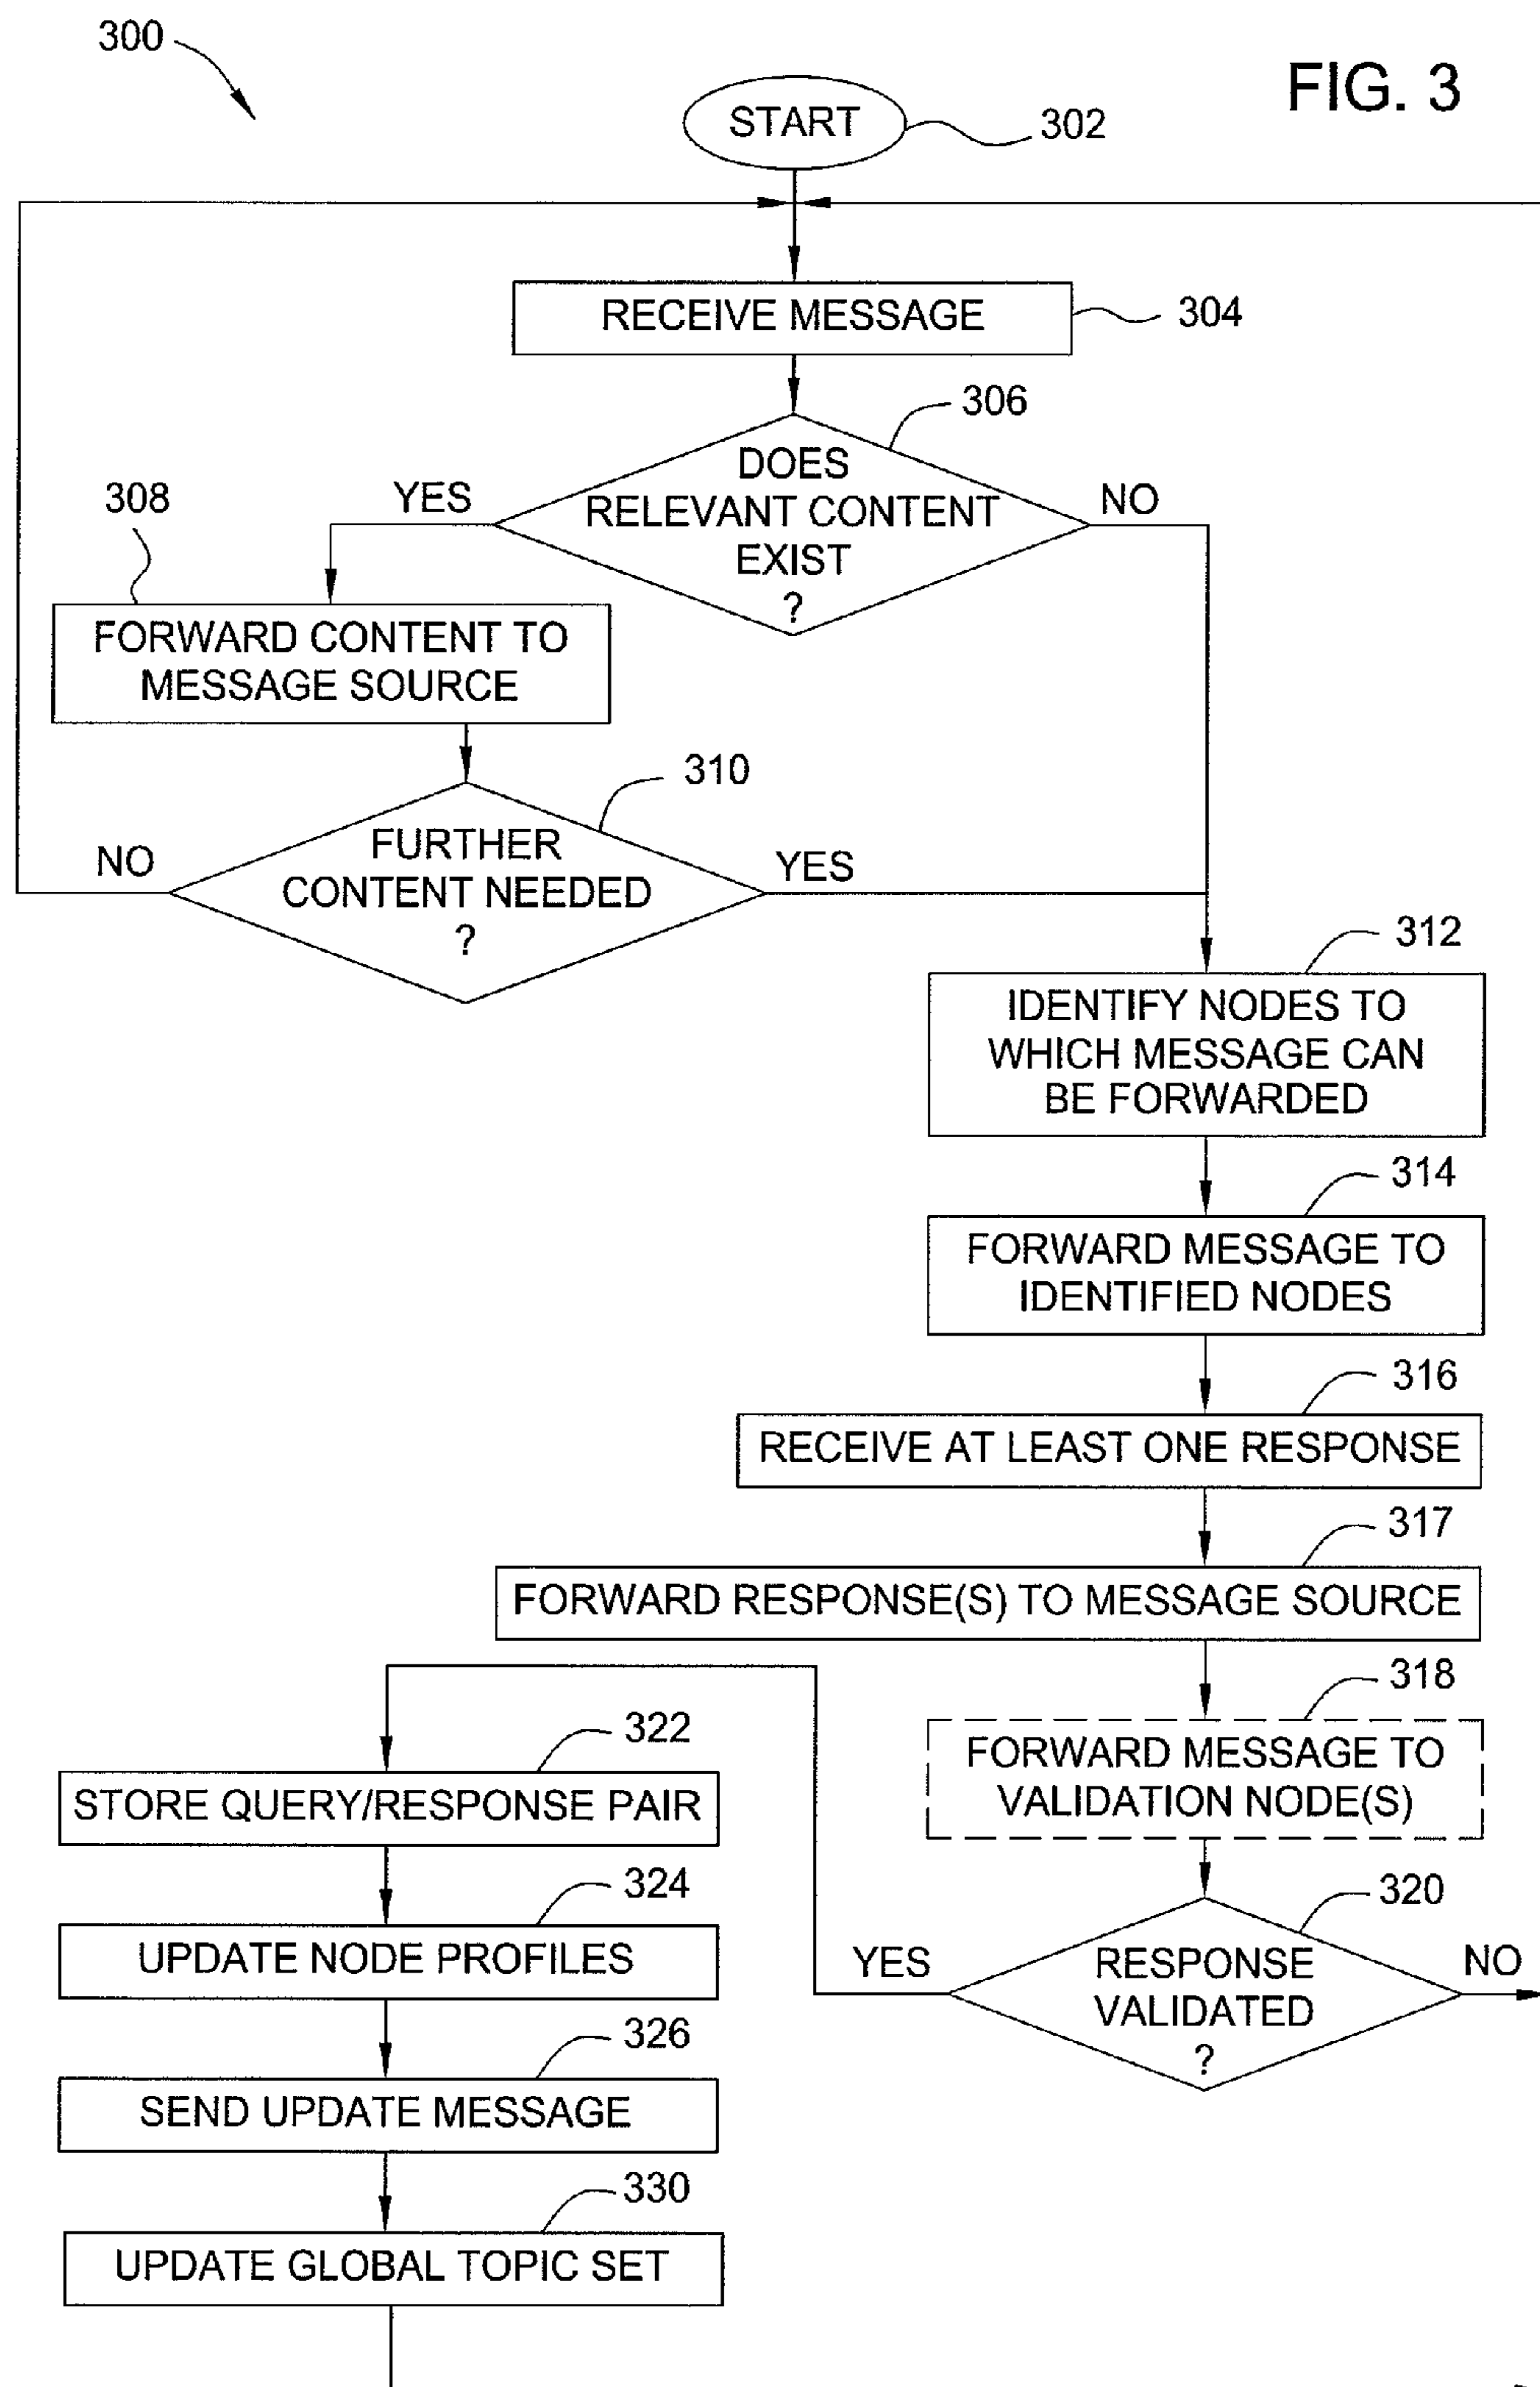 300
FIG. 3
START
302
RECEIVE MESSAGE
304
306
DOES
RELEVANT CONTENT
EXIST
?
YES
NO
308
FORWARD CONTENT TO
MESSAGE SOURCE
310
FURTHER
CONTENT NEEDED
?
NO
YES
312
IDENTIFY NODES TO
WHICH MESSAGE CAN
BE FORWARDED
314
FORWARD MESSAGE TO
IDENTIFIED NODES
316
RECEIVE AT LEAST ONE RESPONSE
317
FORWARD RESPONSE(S) TO MESSAGE SOURCE
318
FORWARD MESSAGE TO
VALIDATION NODE(S)
320
RESPONSE
VALIDATED
?
YES
NO
322
STORE QUERY/RESPONSE PAIR
324
UPDATE NODE PROFILES
326
SEND UPDATE MESSAGE
330
UPDATE GLOBAL TOPIC SET